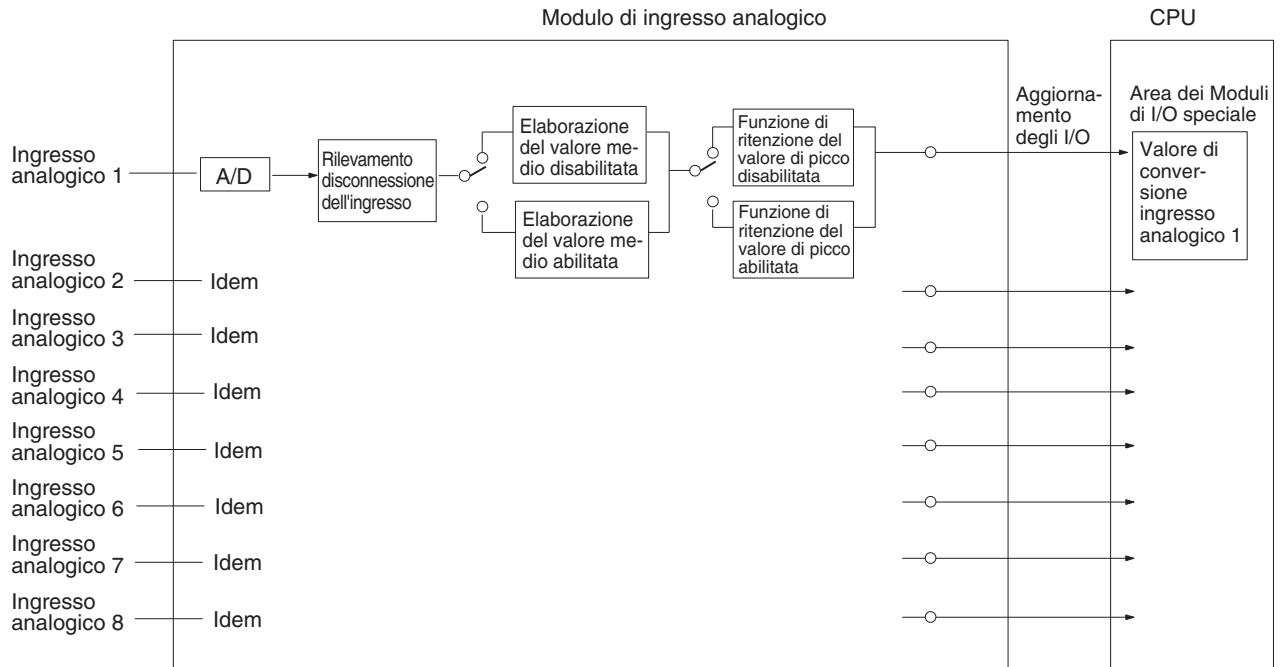 Modulo di ingresso analogico
CPU
Ingresso
analogico 1
A/D
Rilevamento
disconnessione
dell'ingresso
Elaborazione
del valore me-
dio disabilitata
Elaborazione
del valore me-
dio abilitata
Funzione di
ritenzione del
valore di picco
disabilitata
Funzione di
ritenzione del
valore di picco
abilitata
Aggiorna-
mento
degli I/O
Area dei Moduli
di I/O speciale
Valore di
conver-
sione
ingresso
analogico 1
Ingresso
analogico 2
Idem
Ingresso
analogico 3
Idem
Ingresso
analogico 4
Idem
Ingresso
analogico 5
Idem
Ingresso
analogico 6
Idem
Ingresso
analogico 7
Idem
Ingresso
analogico 8
Idem